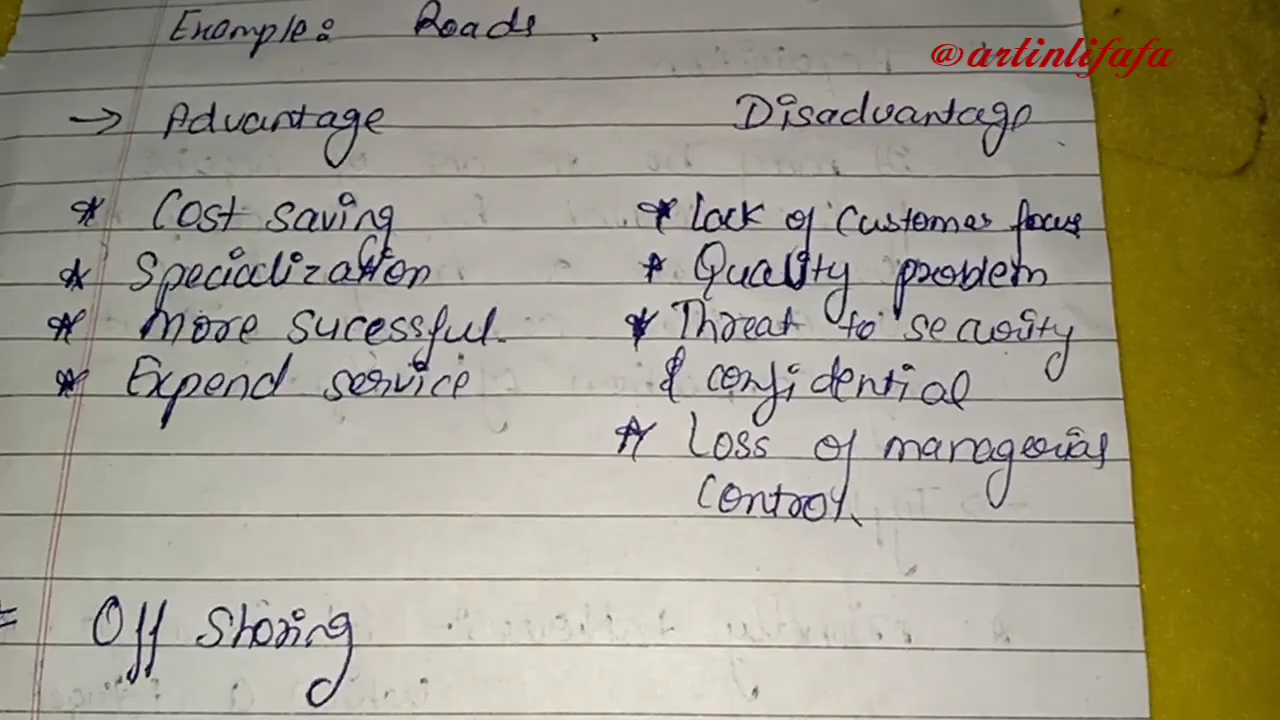 Example: Roads .
@artinlifafa
→ Advantage Disadvantage
* Cost saving * Lack of customer focus
* Specialization * Quality problem
* More sucessful. * Threat to security
* Expend service & confidential
* Loss of managerial
control.
= Off Shoring